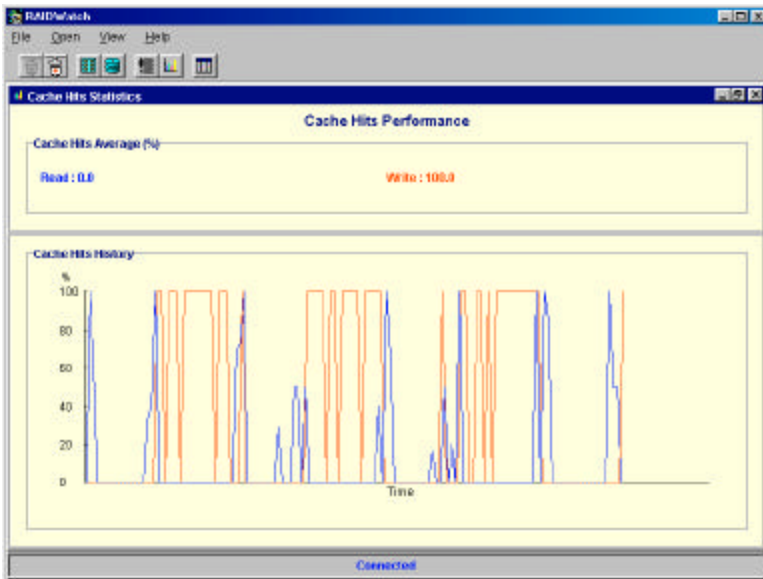 RAIDWatch
File Open View Help
Cache Hits Statistics
Cache Hits Performance
Cache Hits Average (%)
Read : 0.0 Write : 100.0
Cache Hits History
%
100
80
60
40
20
0
Time
Connected